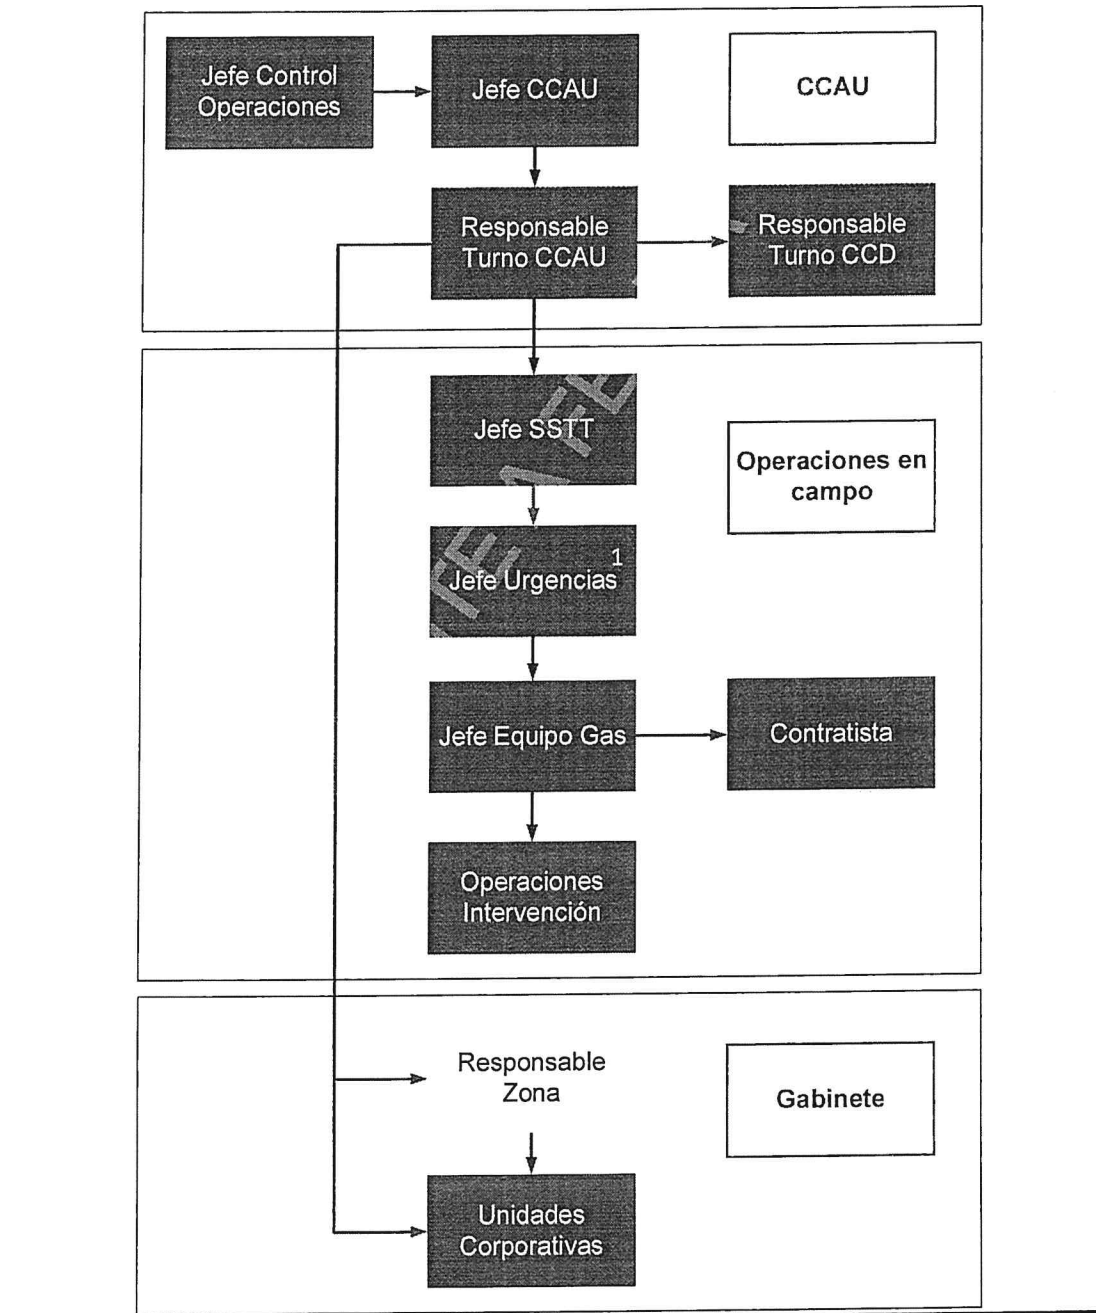 Jefe Control
Operaciones
Jefe CCAU
CCAU
Responsable
Turno CCAU
Responsable
Turno CCD
Jefe SSTT
Operaciones en
campo
Jefe Urgencias 1
Jefe Equipo Gas
Contratista
Operaciones
Intervención
Responsable
Zona
Gabinete
Unidades
Corporativas